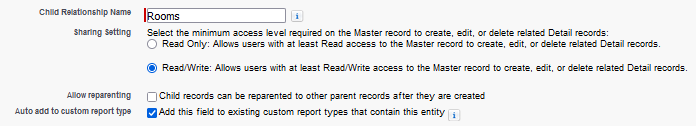 Child Relationship Name Rooms
Sharing Setting Select the minimum access level required on the Master record to create, edit, or delete related Detail records:
Read Only: Allows users with at least Read access to the Master record to create, edit, or delete related Detail records.
Read/Write: Allows users with at least Read/Write access to the Master record to create, edit, or delete related Detail records.
Allow reparenting Child records can be reparented to other parent records after they are created
Auto add to custom report type Add this field to existing custom report types that contain this entity